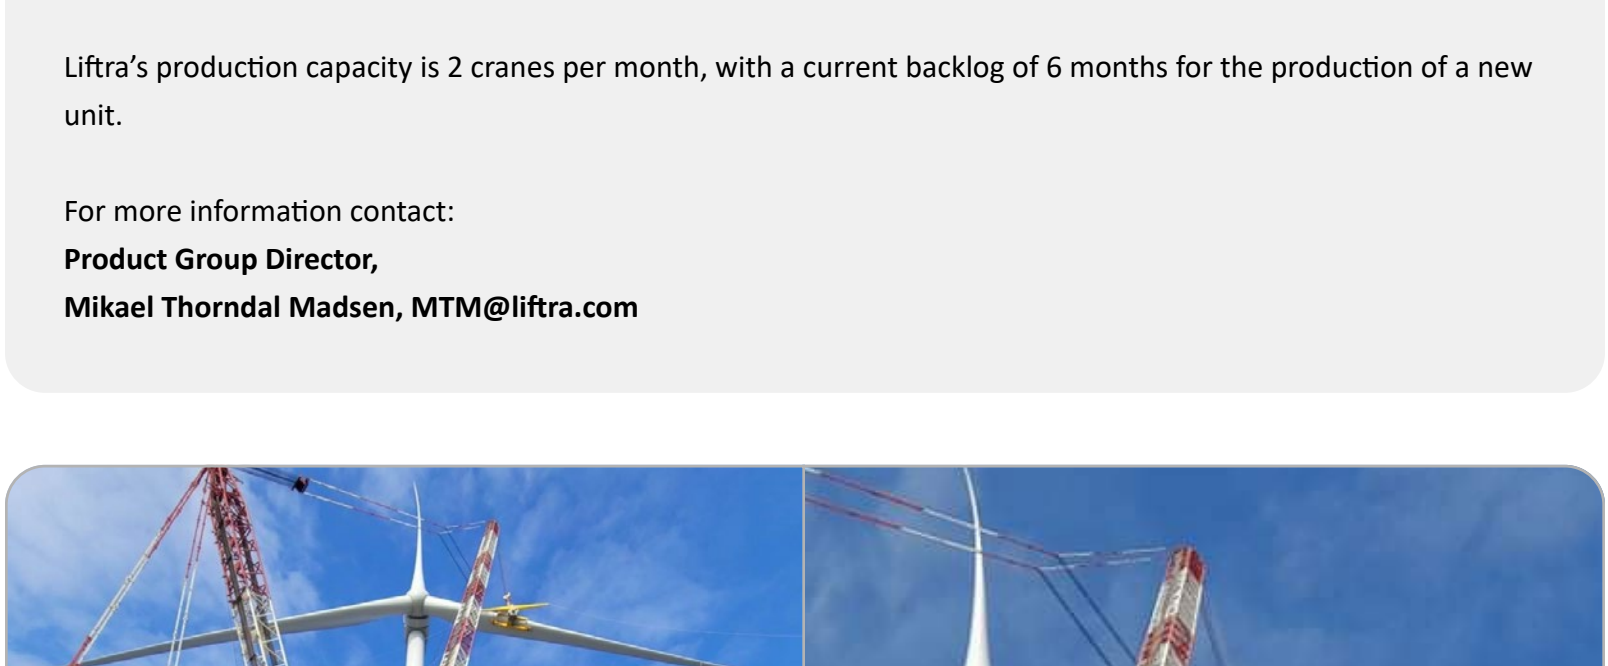 Liftra’s production capacity is 2 cranes per month, with a current backlog of 6 months for the production of a new
unit.
For more information contact:
Product Group Director,
Mikael Thorndal Madsen, MTM@liftra.com